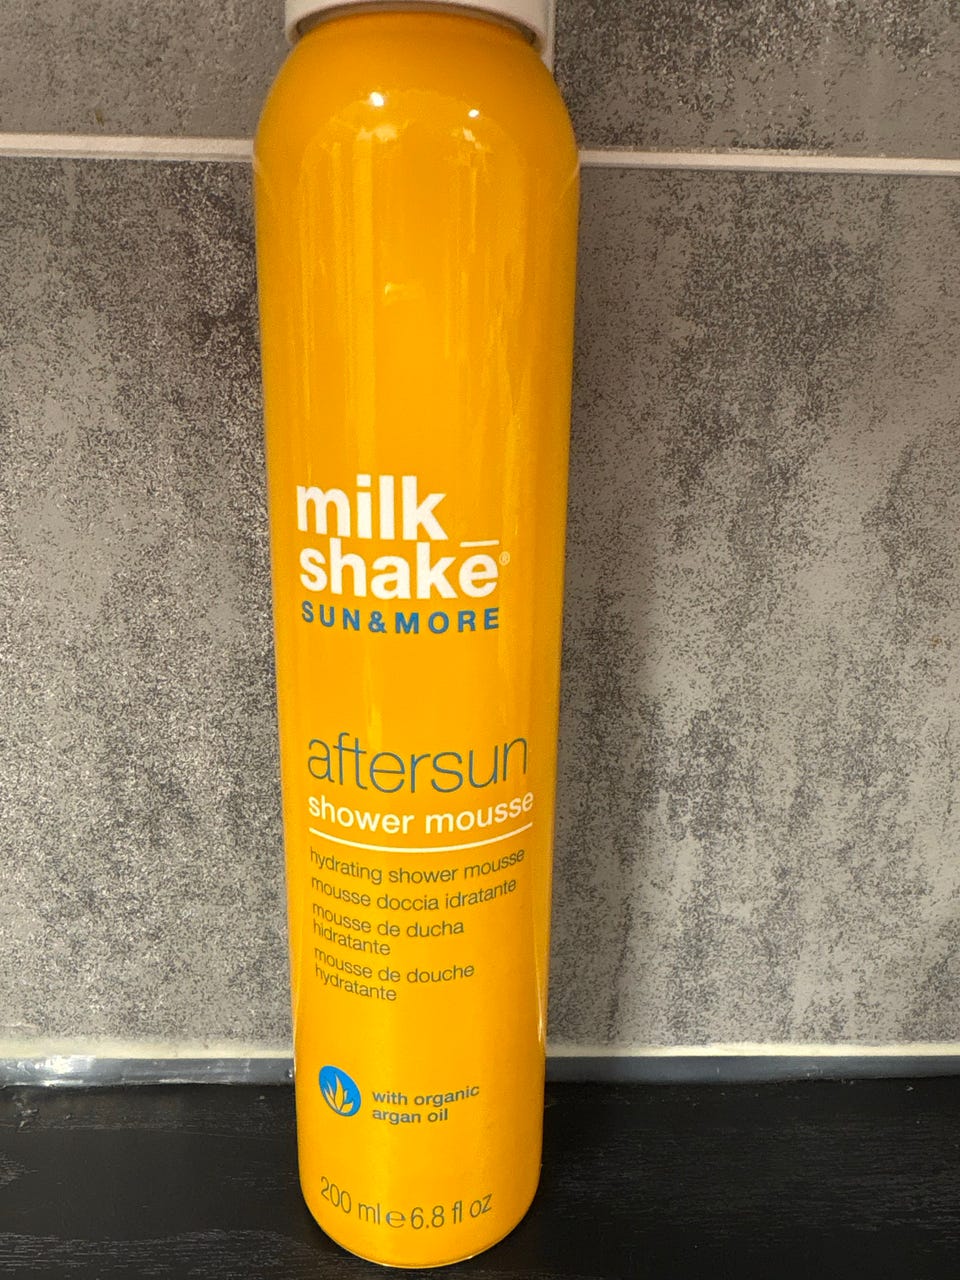 milk_
shake®
SUN&MORE
aftersun
shower mousse
hydrating shower mousse
mousse doccia idratante
mousse de ducha
hidratante
mousse de douche
hydratante
with organic
argan oil
200 ml e 6.8 fl oz